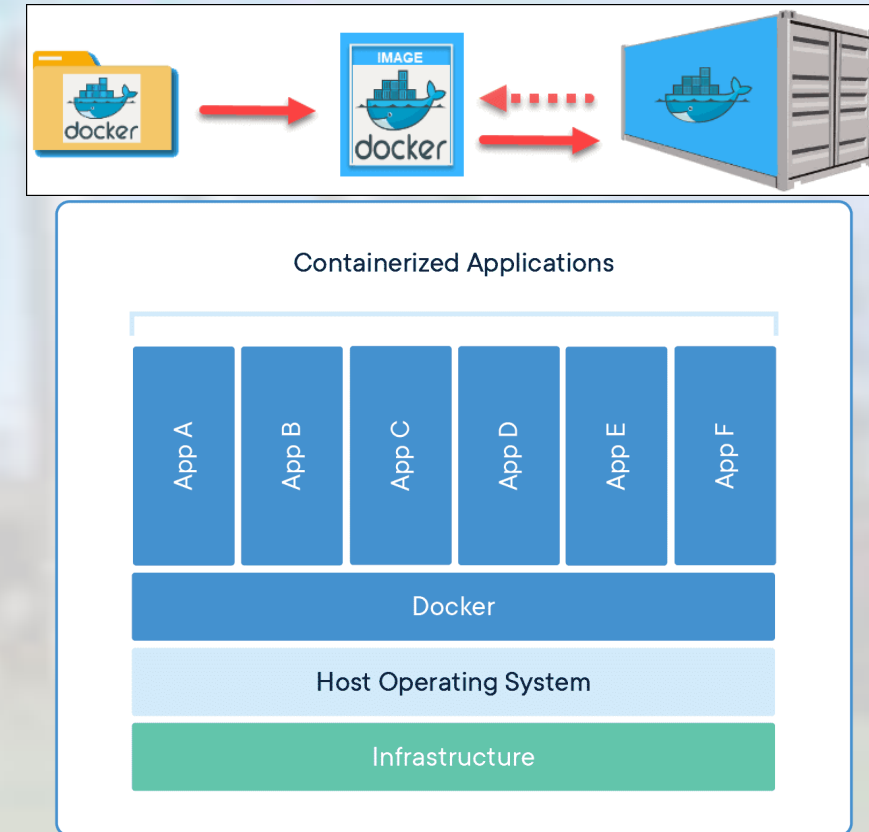 docker
IMAGE
docker
Containerized Applications
App A
App B
App C
App D
App E
App F
Docker
Host Operating System
Infrastructure